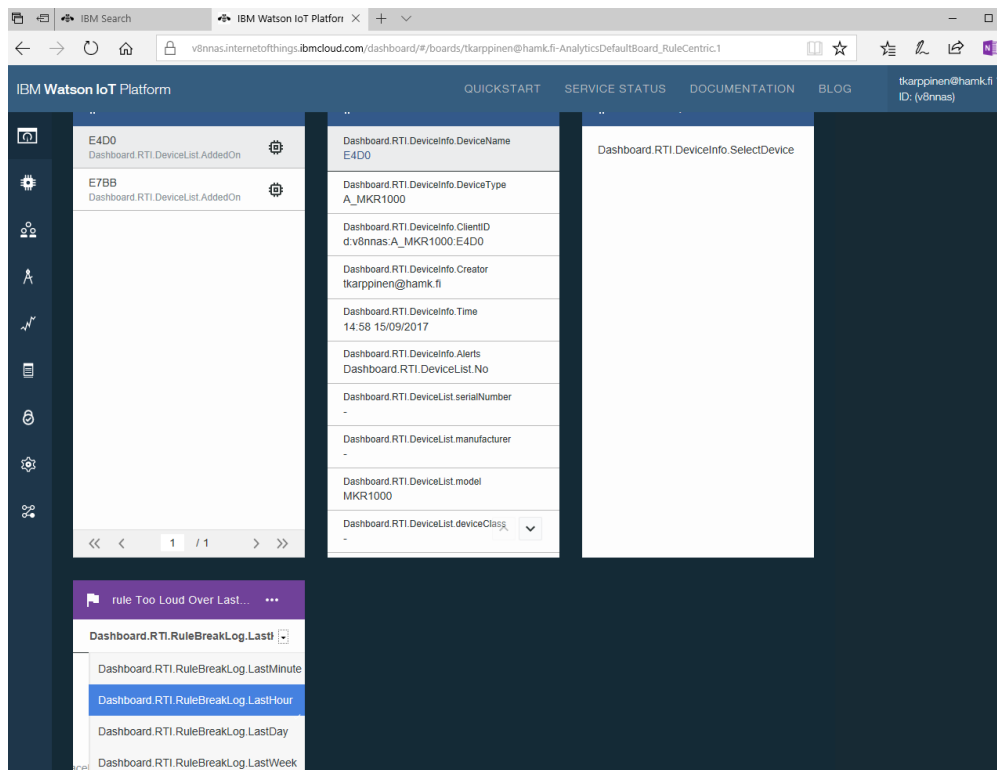 IBM Search
IBM Watson IoT Platforr
v8nnas.internetofthings.ibmcloud.com/dashboard/#/boards/tkarppinen@hamk.fi-AnalyticsDefaultBoard_RuleCentric.1
IBM Watson IoT Platform
QUICKSTART
SERVICE STATUS
DOCUMENTATION
BLOG
tkarppinen@hamk.fi
ID: (v8nnas)
E4D0
Dashboard.RTI.DeviceList.AddedOn
E7BB
Dashboard.RTI.DeviceList.AddedOn
1 / 1
Dashboard.RTI.DeviceInfo.DeviceName
E4D0
Dashboard.RTI.DeviceInfo.DeviceType
A_MKR1000
Dashboard.RTI.DeviceInfo.ClientID
d:v8nnas:A_MKR1000:E4D0
Dashboard.RTI.DeviceInfo.Creator
tkarppinen@hamk.fi
Dashboard.RTI.DeviceInfo.Time
14:58 15/09/2017
Dashboard.RTI.DeviceInfo.Alerts
Dashboard.RTI.DeviceList.No
Dashboard.RTI.DeviceList.serialNumber
-
Dashboard.RTI.DeviceList.manufacturer
-
Dashboard.RTI.DeviceList.model
MKR1000
Dashboard.RTI.DeviceList.deviceClass
-
Dashboard.RTI.DeviceInfo.SelectDevice
rule Too Loud Over Last...
Dashboard.RTI.RuleBreakLog.Last
Dashboard.RTI.RuleBreakLog.LastMinute
Dashboard.RTI.RuleBreakLog.LastHour
Dashboard.RTI.RuleBreakLog.LastDay
Dashboard.RTI.RuleBreakLog.LastWeek